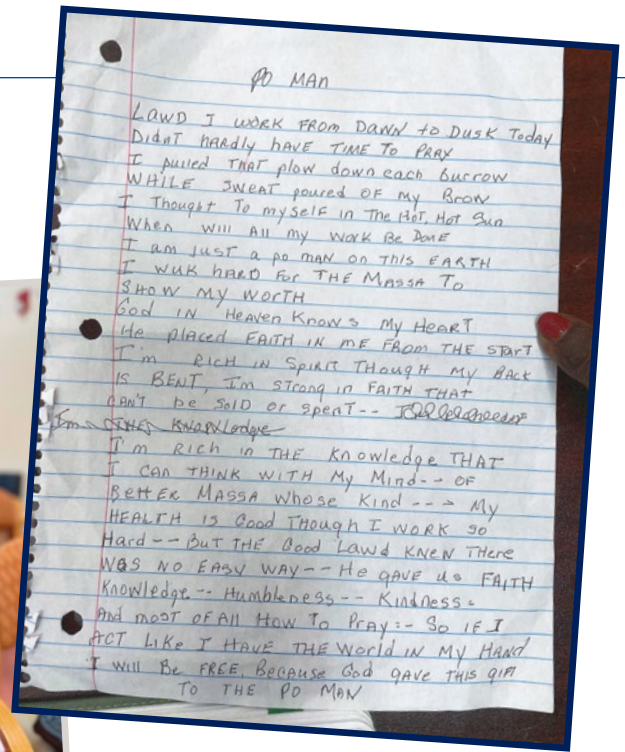 PO MAN
LAWD I WORK FROM DAWN to DUSK Today
DIDNT hARDly hAVE TIME TO PRAY
I pulled THAT plow down each burrow
WHILE SWEAT poured OF My Brow
I Thought To mySelF in The HOT, HOT Sun
When Will All my Work Be DonE
I am JUST a po mAN on THIS EARTH
I WUK hARD For THE MASSA TO
SHOW MY WORTH
God IN HEAVEN Knows My HEArT
He placed FAITH in mE FROM THE STarT
I'm RICH IN SpiriT Though My BACK
IS BENT, I'm STrong in FAITH THAT
CAN'T be SolD or speaT--
I'm THE KNOWLedge
I'm Rich in THE Knowledge THAT
I CAN THINK WITH My Mind-- OF
BeTTER MASSA Whose Kind --- My
HEALTH is Good Though I WORK SO
Hard -- BuT THE Good Lawd KNEW THere
WAS NO EASY WAY -- He gAVE us FAITH
Knowledge -- Humbleness -- Kindness.
And mosT OF All How To Pray:- So iF I
ACT LiKe I HAVE THE World IN My HAND
I will Be FREE, Because God gAVE THIS giFT
TO THE PO MAN